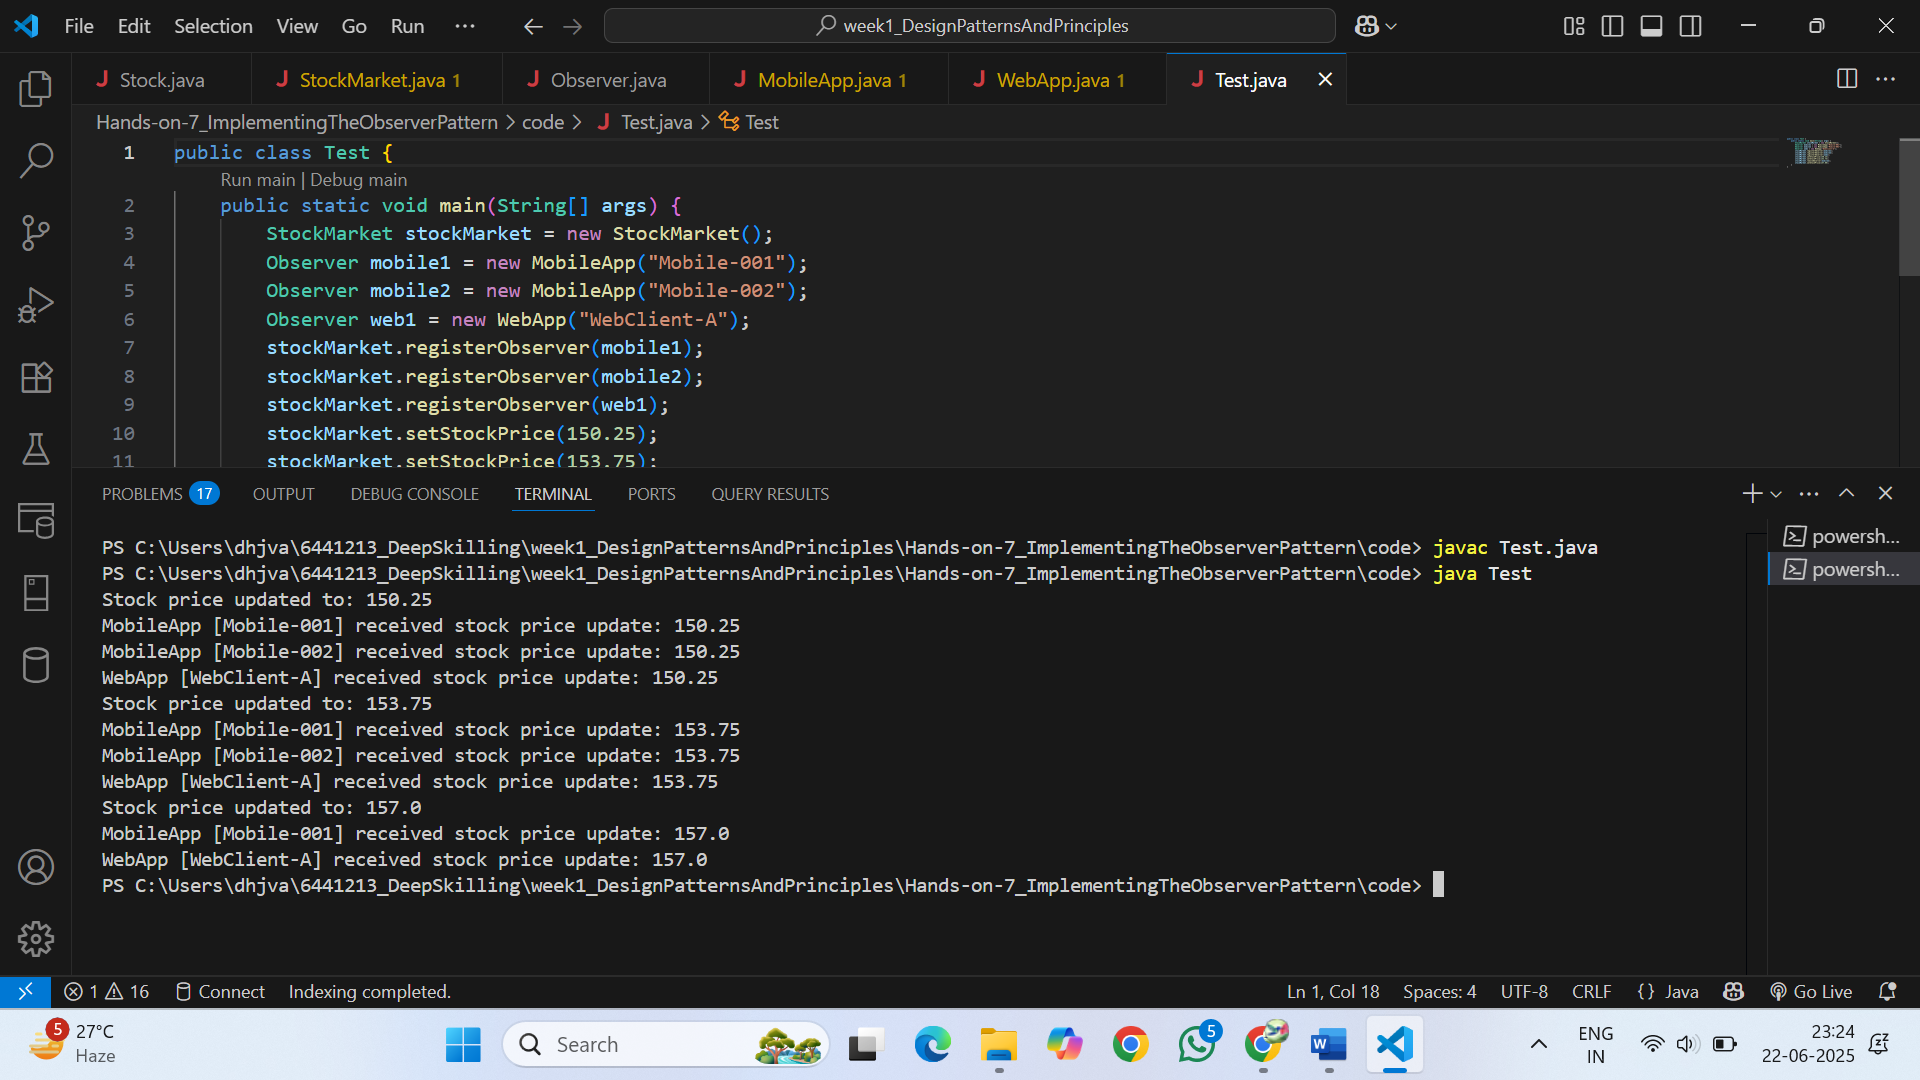 File Edit Selection View Go Run ··· week1_DesignPatternsAndPrinciples
Stock.java StockMarket.java 1 Observer.java MobileApp.java 1 WebApp.java 1 Test.java
Hands-on-7_ImplementingTheObserverPattern > code > Test.java > Test
1 public class Test {
Run main | Debug main
2 public static void main(String[] args) {
3 StockMarket stockMarket = new StockMarket();
4 Observer mobile1 = new MobileApp("Mobile-001");
5 Observer mobile2 = new MobileApp("Mobile-002");
6 Observer web1 = new WebApp("WebClient-A");
7 stockMarket.registerObserver(mobile1);
8 stockMarket.registerObserver(mobile2);
9 stockMarket.registerObserver(web1);
10 stockMarket.setStockPrice(150.25);
11 stockMarket.setStockPrice(153.75);
PROBLEMS 17 OUTPUT DEBUG CONSOLE TERMINAL PORTS QUERY RESULTS
PS C:\Users\dhjva\6441213_DeepSkilling\week1_DesignPatternsAndPrinciples\Hands-on-7_ImplementingTheObserverPattern\code> javac Test.java
PS C:\Users\dhjva\6441213_DeepSkilling\week1_DesignPatternsAndPrinciples\Hands-on-7_ImplementingTheObserverPattern\code> java Test
Stock price updated to: 150.25
MobileApp [Mobile-001] received stock price update: 150.25
MobileApp [Mobile-002] received stock price update: 150.25
WebApp [WebClient-A] received stock price update: 150.25
Stock price updated to: 153.75
MobileApp [Mobile-001] received stock price update: 153.75
MobileApp [Mobile-002] received stock price update: 153.75
WebApp [WebClient-A] received stock price update: 153.75
Stock price updated to: 157.0
MobileApp [Mobile-001] received stock price update: 157.0
WebApp [WebClient-A] received stock price update: 157.0
PS C:\Users\dhjva\6441213_DeepSkilling\week1_DesignPatternsAndPrinciples\Hands-on-7_ImplementingTheObserverPattern\code>
powersh...
powersh...
1 16 Connect Indexing completed. Ln 1, Col 18 Spaces: 4 UTF-8 CRLF {} Java Go Live
5 27°C
Haze
Search
5
ENG
IN
23:24
22-06-2025